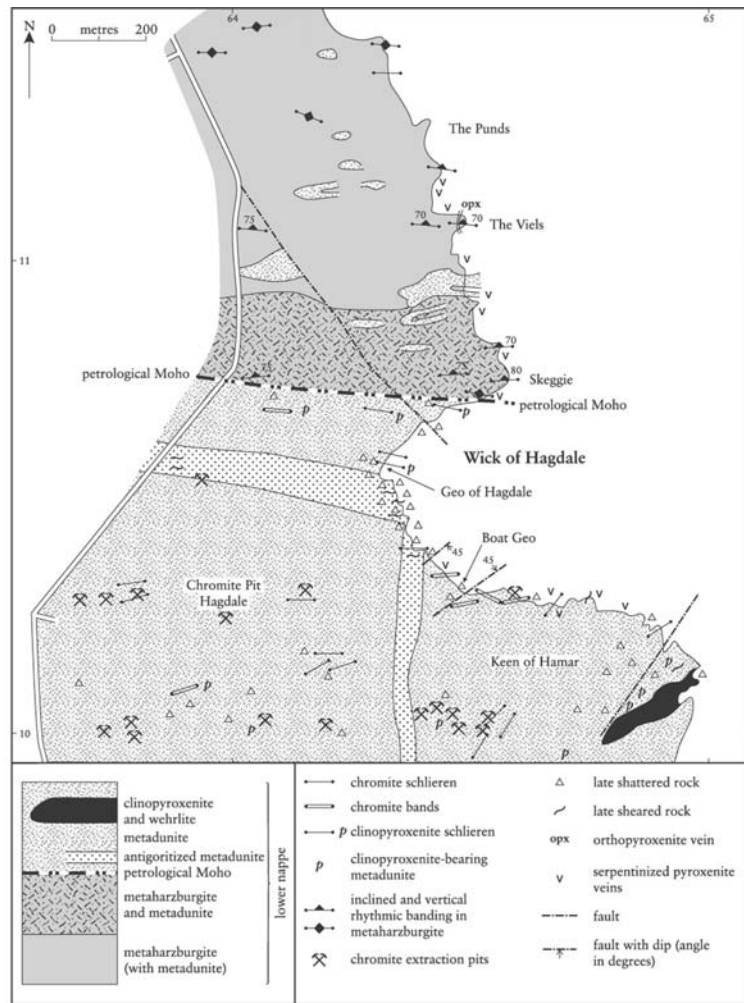 N
0 metres 200
64
65
The Punds
opx
70
70
The Viels
75
11
70
petrological Moho
80
Skeggie
petrological Moho
p
p
Wick of Hagdale
p
Geo of Hagdale
45
45
Boat Geo
Chromite Pit
Hagdale
Keen of Hamar
p
p
p
p
p
p
10
p
clinopyroxenite
and wehrlite
metadunite
antigoritized metadunite
petrological Moho
metaharzburgite
and metadunite
metaharzburgite
(with metadunite)
lower nappe
chromite schlieren
chromite bands
p clinopyroxenite schlieren
p clinopyroxenite-bearing
metadunite
inclined and vertical
rhythmic banding in
metaharzburgite
chromite extraction pits
late shattered rock
late sheared rock
opx orthopyroxenite vein
v serpentinized pyroxenite
veins
fault
fault with dip (angle
in degrees)